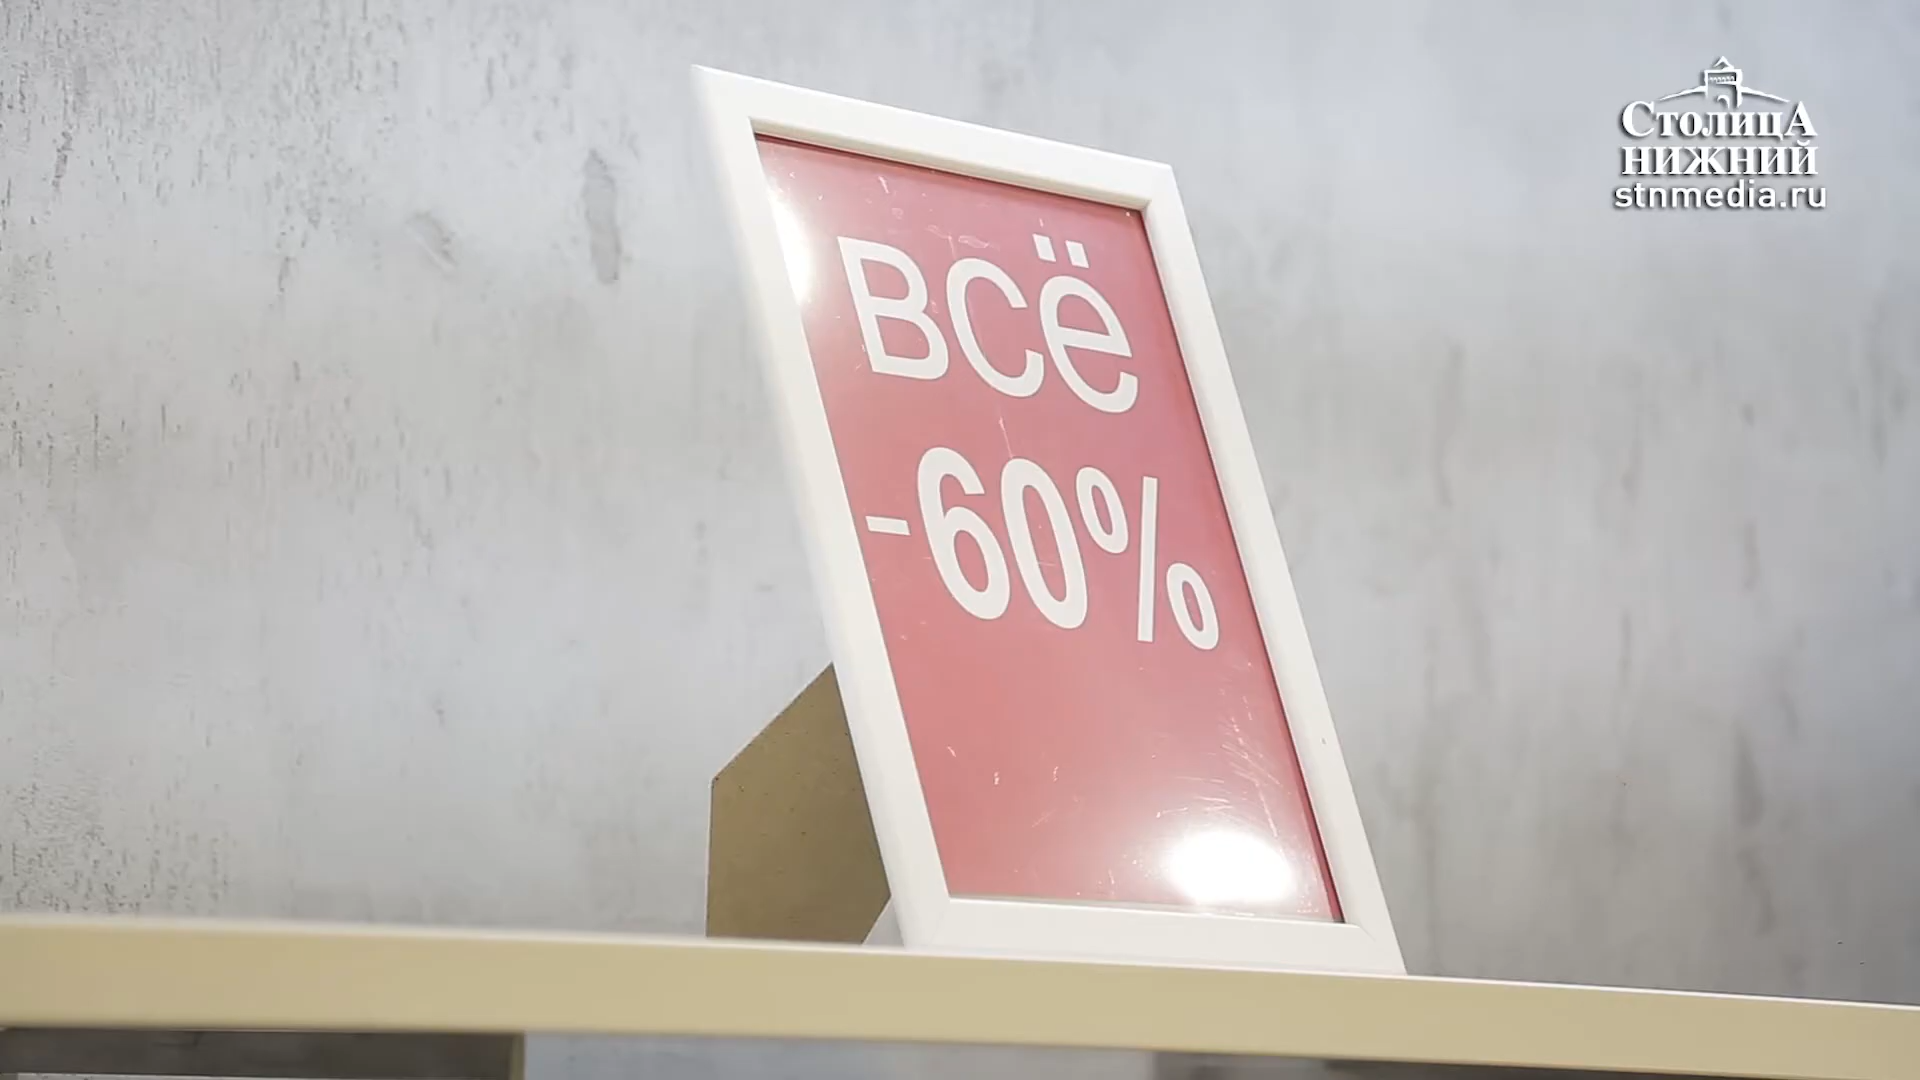 всё
-60%
СтолицА
нижний
stnmedia.ru